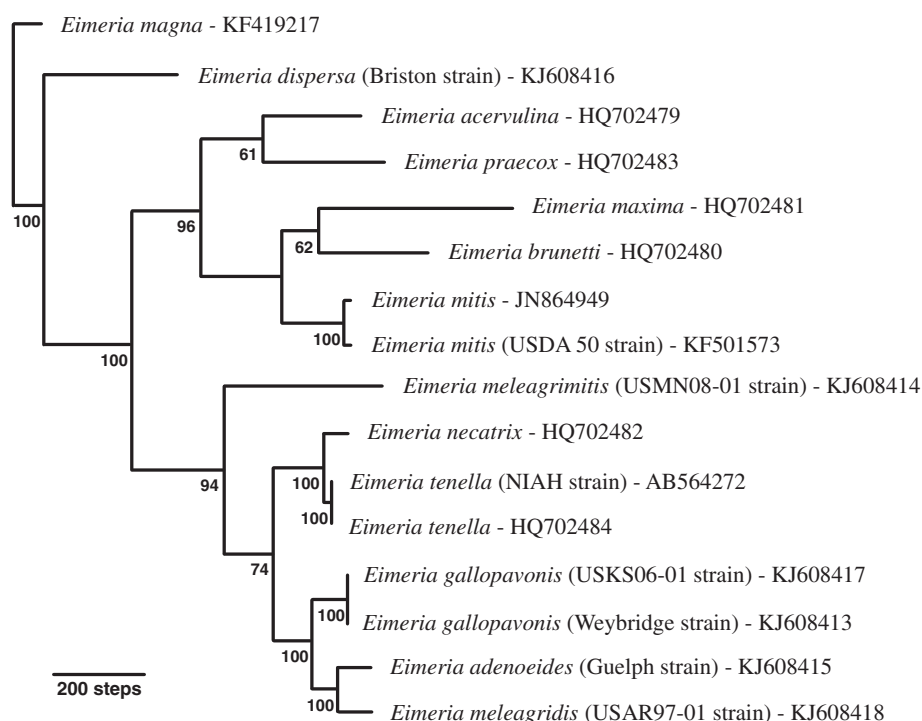 Eimeria magna - KF419217
Eimeria dispersa (Briston strain) - KJ608416
100
Eimeria acervulina - HQ702479
61
Eimeria praecox - HQ702483
96
Eimeria maxima - HQ702481
62
Eimeria brunetti - HQ702480
Eimeria mitis - JN864949
100
Eimeria mitis (USDA 50 strain) - KF501573
100
Eimeria meleagrimitis (USMN08-01 strain) - KJ608414
94
Eimeria necatrix - HQ702482
100
Eimeria tenella (NIAH strain) - AB564272
100
Eimeria tenella - HQ702484
74
Eimeria gallopavonis (USKS06-01 strain) - KJ608417
100
Eimeria gallopavonis (Weybridge strain) - KJ608413
100
Eimeria adenoeides (Guelph strain) - KJ608415
100
Eimeria meleagridis (USAR97-01 strain) - KJ608418
200 steps